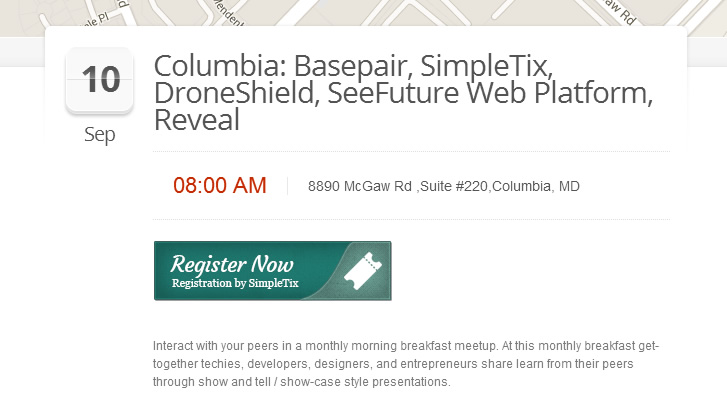 le Pl
aw Rd
10
Sep
Columbia: Basepair, SimpleTix,
DroneShield, SeeFuture Web Platform,
Reveal
08:00 AM
8890 McGaw Rd ,Suite #220,Columbia, MD
Register Now
Registration by SimpleTix
Interact with your peers in a monthly morning breakfast meetup. At this monthly breakfast get-
together techies, developers, designers, and entrepreneurs share learn from their peers
through show and tell / show-case style presentations.